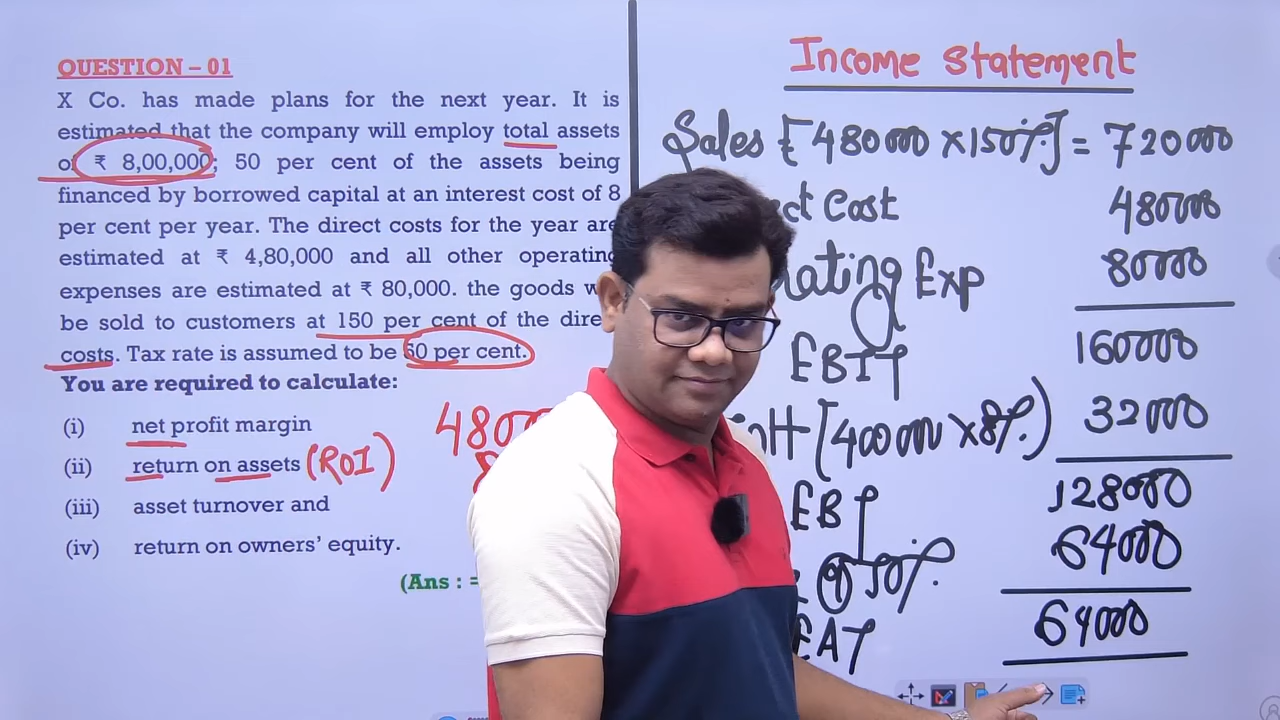 QUESTION – 01
X Co. has made plans for the next year. It is
estimated that the company will employ total assets
of ₹ 8,00,000; 50 per cent of the assets being
financed by borrowed capital at an interest cost of 8
per cent per year. The direct costs for the year are
estimated at ₹ 4,80,000 and all other operating
expenses are estimated at ₹ 80,000. the goods
be sold to customers at 150 per cent of the
costs. Tax rate is assumed to be 50 per cent.
You are required to calculate:
(i) net profit margin
(ii) return on assets (ROI)
(iii) asset turnover and
(iv) return on owners' equity.
(Ans : =
Income Statement
Sales [480000 x 150%] = 720000
Cost 480000
Exp 80000
EBIT 160000
[400000 x 8%) 32000
EBT 128000
@ 50% 64000
EAT 64000